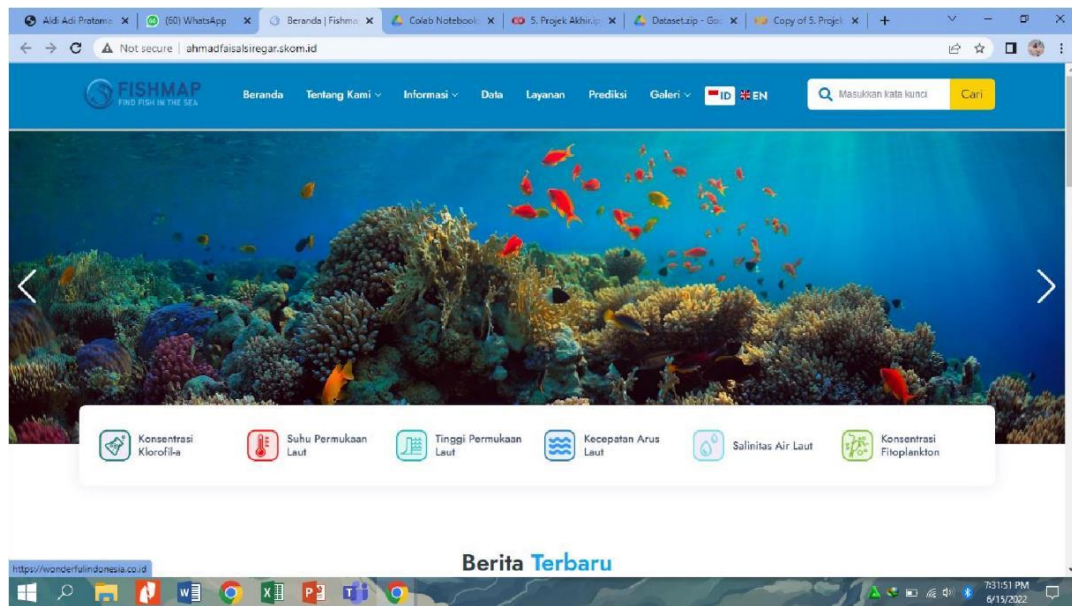 Aldi Adi Pratama
(60) WhatsApp
Beranda | Fishma
Colab Notebook
5. Projek Akhir.ip
Dataset.zip - Goo
Copy of 5. Projek
Not secure | ahmadfaisalsiregar.skom.id
FISHMAP
FIND FISH IN THE SEA
Beranda Tentang Kami Informasi Data Layanan Prediksi Galeri ID EN
Masukkan kata kunci
Cari
Konsentrasi
Klorofil-a
Suhu Permukaan
Laut
Tinggi Permukaan
Laut
Kecepatan Arus
Laut
Salinitas Air Laut
Konsentrasi
Fitoplankton
Berita Terbaru
https://wonderfulindonesia.co.id
7:31:51 PM
6/15/2022